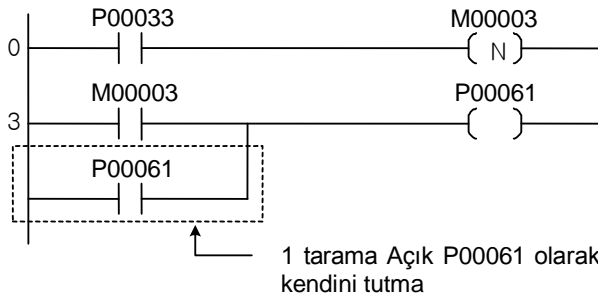 P00033 M00003
0 N
M00003 P00061
3
P00061
1 tarama Açık P00061 olarak
kendini tutma